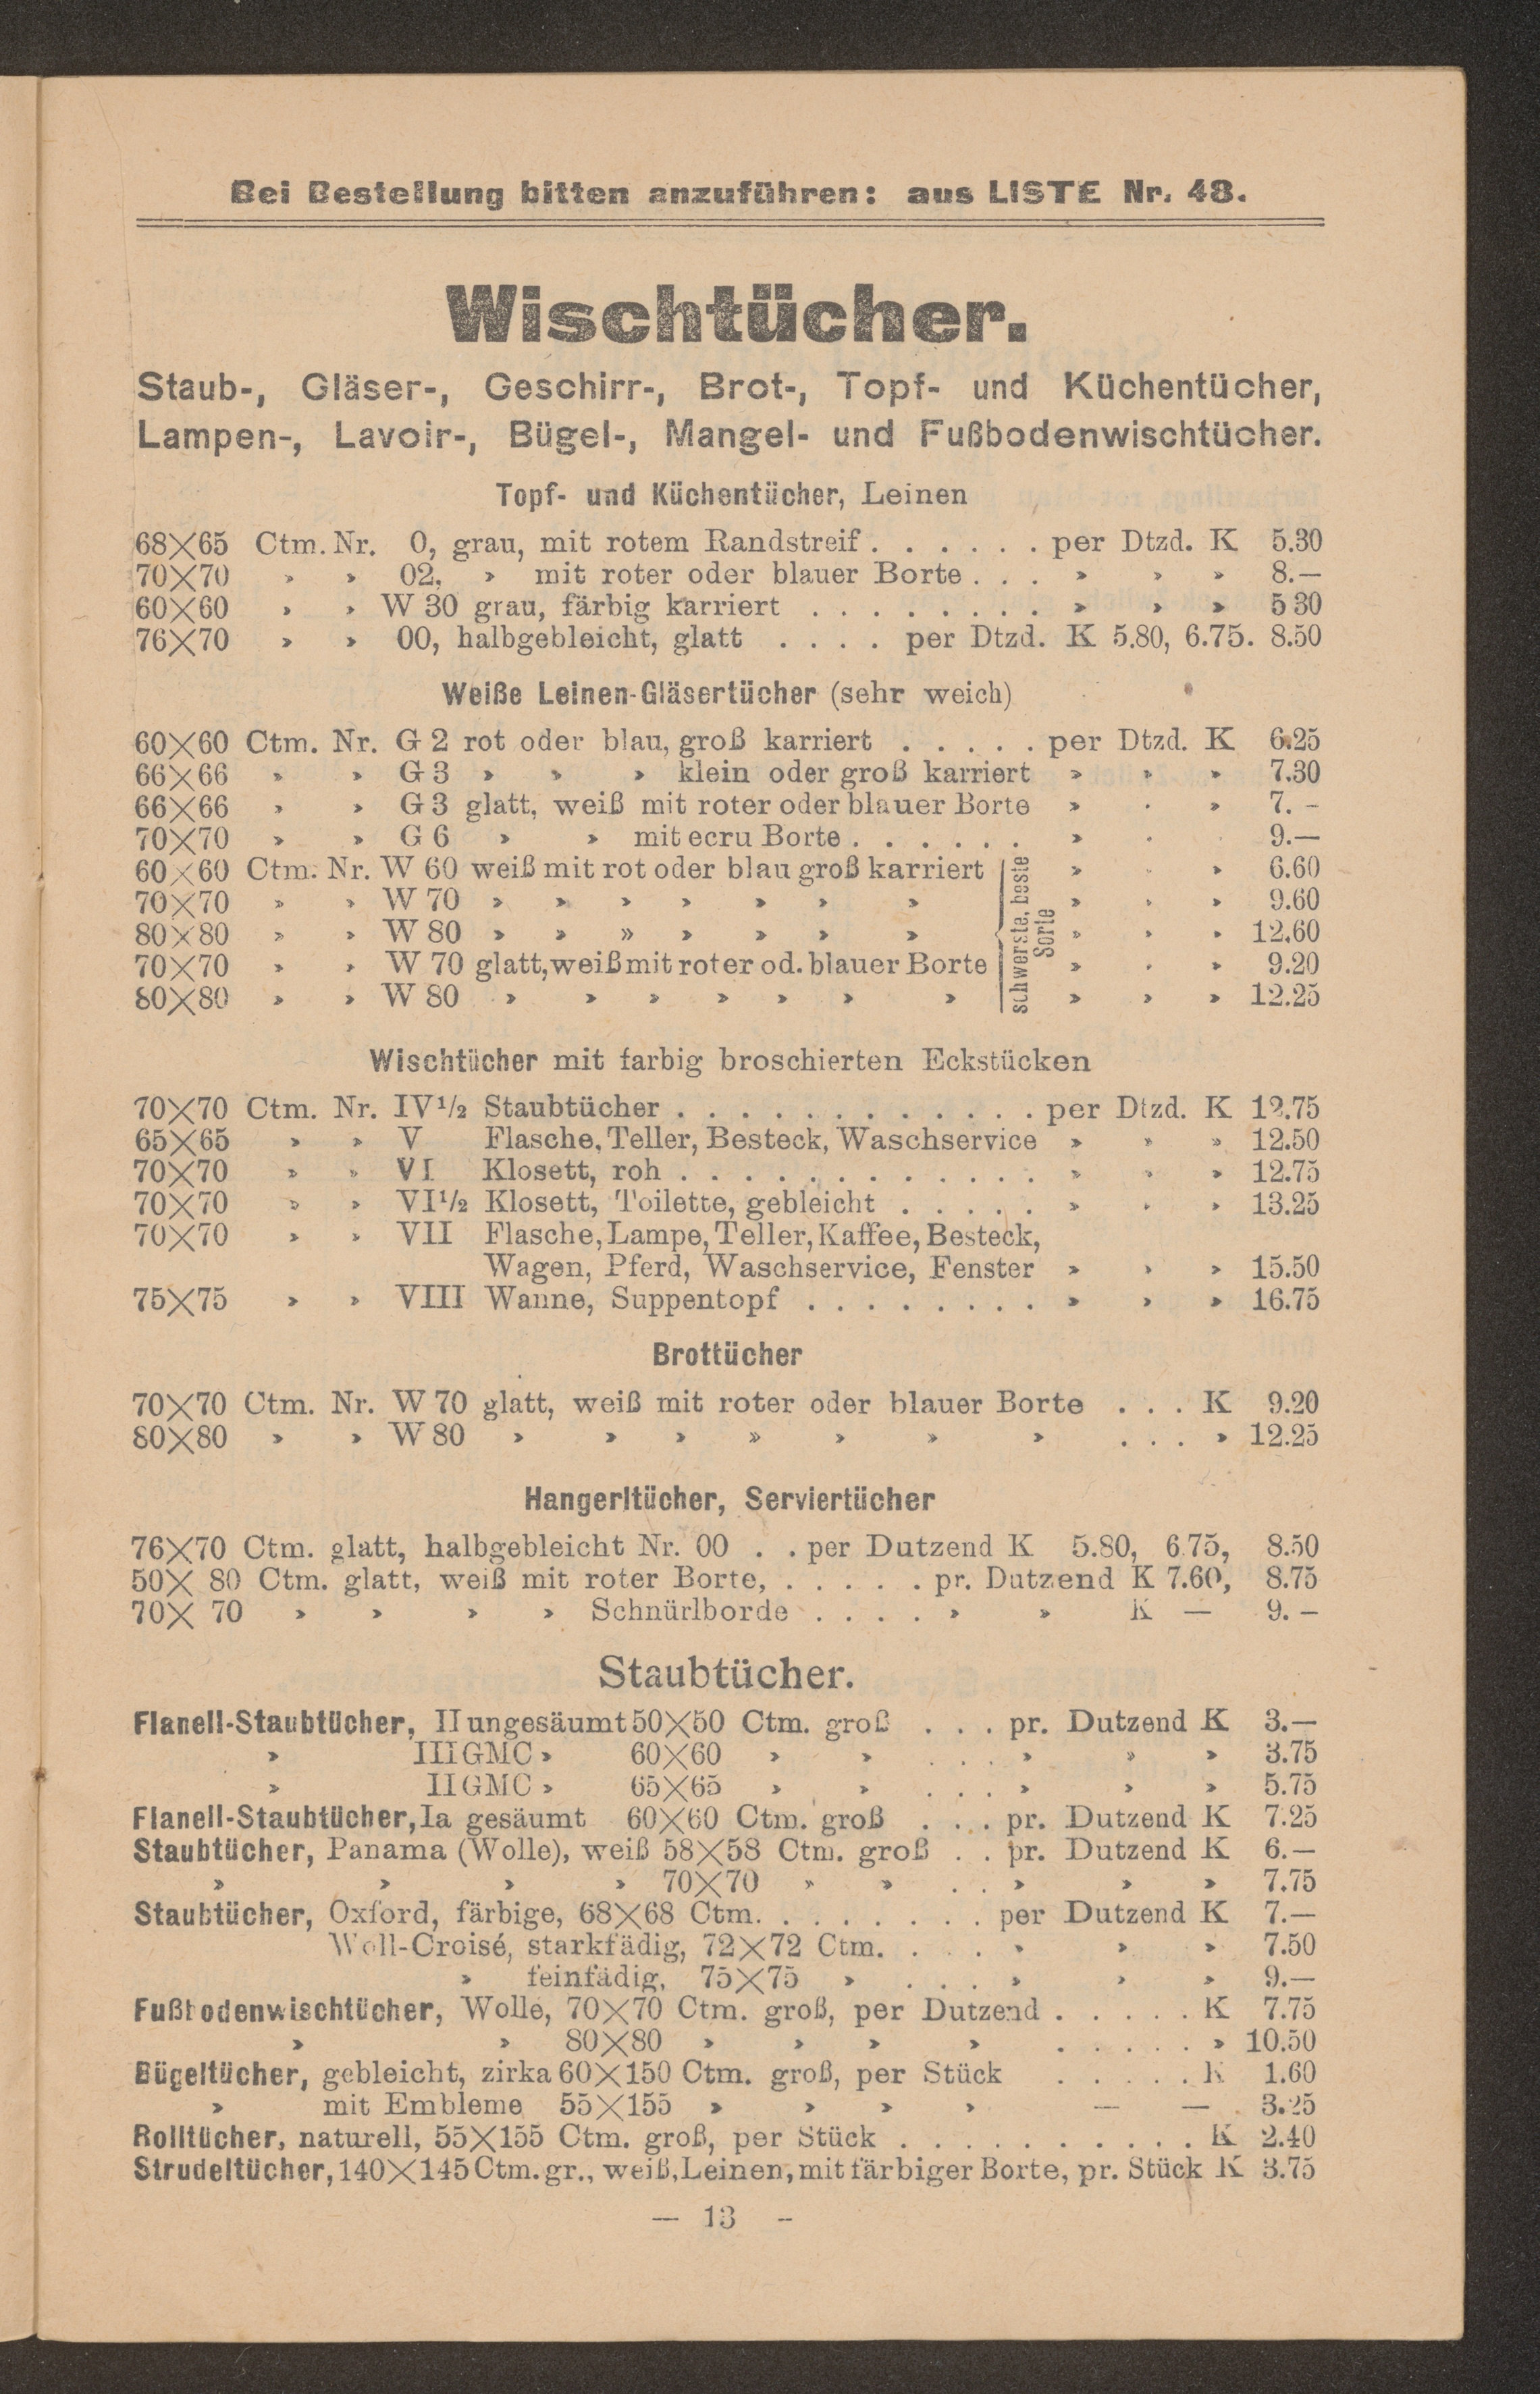 Bei Bestellung bitten anzuführen: aus LISTE Nr. 48.
Wischtücher.
Staub-, Gläser-, Geschirr-, Brot-, Topf- und Küchentücher,
Lampen-, Lavoir-, Bügel-, Mangel- und Fußbodenwischtücher.
Topf- und Küchentücher, Leinen
68×65 Ctm. Nr. 0, grau, mit rotem Randstreif . . . . . . per Dtzd. K 5.30
70×70 » » 02, » mit roter oder blauer Borte . . . » » » 8.—
60×60 » » W 30 grau, färbig karriert . . . . . . . . » » » 5 30
76×70 » » 00, halbgebleicht, glatt . . . . per Dtzd. K 5.80, 6.75. 8.50
Weiße Leinen-Gläsertücher (sehr weich)
60×60 Ctm. Nr. G 2 rot oder blau, groß karriert . . . . . per Dtzd. K 6.25
66×66 » » G 3 » » » klein oder groß karriert » » » 7.30
66×66 » » G 3 glatt, weiß mit roter oder blauer Borte » » » 7. –
70×70 » » G 6 » » mit ecru Borte . . . . . . » » 9.—
60×60 Ctm. Nr. W 60 weiß mit rot oder blau groß karriert » » » 6.60
70×70 » » W 70 » » » » » » » » » » 9.60
80×80 » » W 80 » » » » » » » » » » 12.60
70×70 » » W 70 glatt, weiß mit roter od. blauer Borte » » » 9.20
80×80 » » W 80 » » » » » » » » » » 12.25
schwerste, beste
Sorte
Wischtücher mit farbig broschierten Eckstücken
70×70 Ctm. Nr. IV½ Staubtücher . . . . . . . . . . . . per Dtzd. K 12.75
65×65 » » V Flasche, Teller, Besteck, Waschservice » » » 12.50
70×70 » » VI Klosett, roh . . . . . . . . . . . . » » » 12.75
70×70 » » VI½ Klosett, Toilette, gebleicht . . . . . » » » 13.25
70×70 » » VII Flasche, Lampe, Teller, Kaffee, Besteck,
Wagen, Pferd, Waschservice, Fenster » » » 15.50
75×75 » » VIII Wanne, Suppentopf . . . . . . . . » » » 16.75
Brottücher
70×70 Ctm. Nr. W 70 glatt, weiß mit roter oder blauer Borte . . . K 9.20
80×80 » » W 80 » » » » » » » . . . » 12.25
Hangerltücher, Serviertücher
76×70 Ctm. glatt, halbgebleicht Nr. 00 . . per Dutzend K 5.80, 6.75, 8.50
50× 80 Ctm. glatt, weiß mit roter Borte, . . . . . pr. Dutzend K 7.60, 8.75
70× 70 » » » » Schnürlborde . . . . » » K — 9. –
Staubtücher.
Flanell-Staubtücher, II ungesäumt 50×50 Ctm. groß . . . pr. Dutzend K 3.—
» III GMC » 60×60 » » . . . » » » 3.75
» II GMC » 65×65 » » . . . » » » 5.75
Flanell-Staubtücher, Ia gesäumt 60×60 Ctm. groß . . . pr. Dutzend K 7.25
Staubtücher, Panama (Wolle), weiß 58×58 Ctm. groß . . pr. Dutzend K 6.—
» » » » 70×70 » » . . » » » 7.75
Staubtücher, Oxford, färbige, 68×68 Ctm. . . . . . . . per Dutzend K 7.—
Woll-Croisé, starkfädig, 72×72 Ctm. . . . » » » 7.50
» feinfädig, 75×75 » . . . » » » 9.—
Fußbodenwischtücher, Wolle, 70×70 Ctm. groß, per Dutzend . . . . . K 7.75
» » 80×80 » » » » . . . . . » 10.50
Bügeltücher, gebleicht, zirka 60×150 Ctm. groß, per Stück . . . . . K 1.60
» mit Embleme 55×155 » » » » — — . 3.25
Rolltücher, naturell, 55×155 Ctm. groß, per Stück . . . . . . . . . . K 2.40
Strudeltücher, 140×145 Ctm. gr., weiß, Leinen, mit färbiger Borte, pr. Stück K 3.75
— 13 –